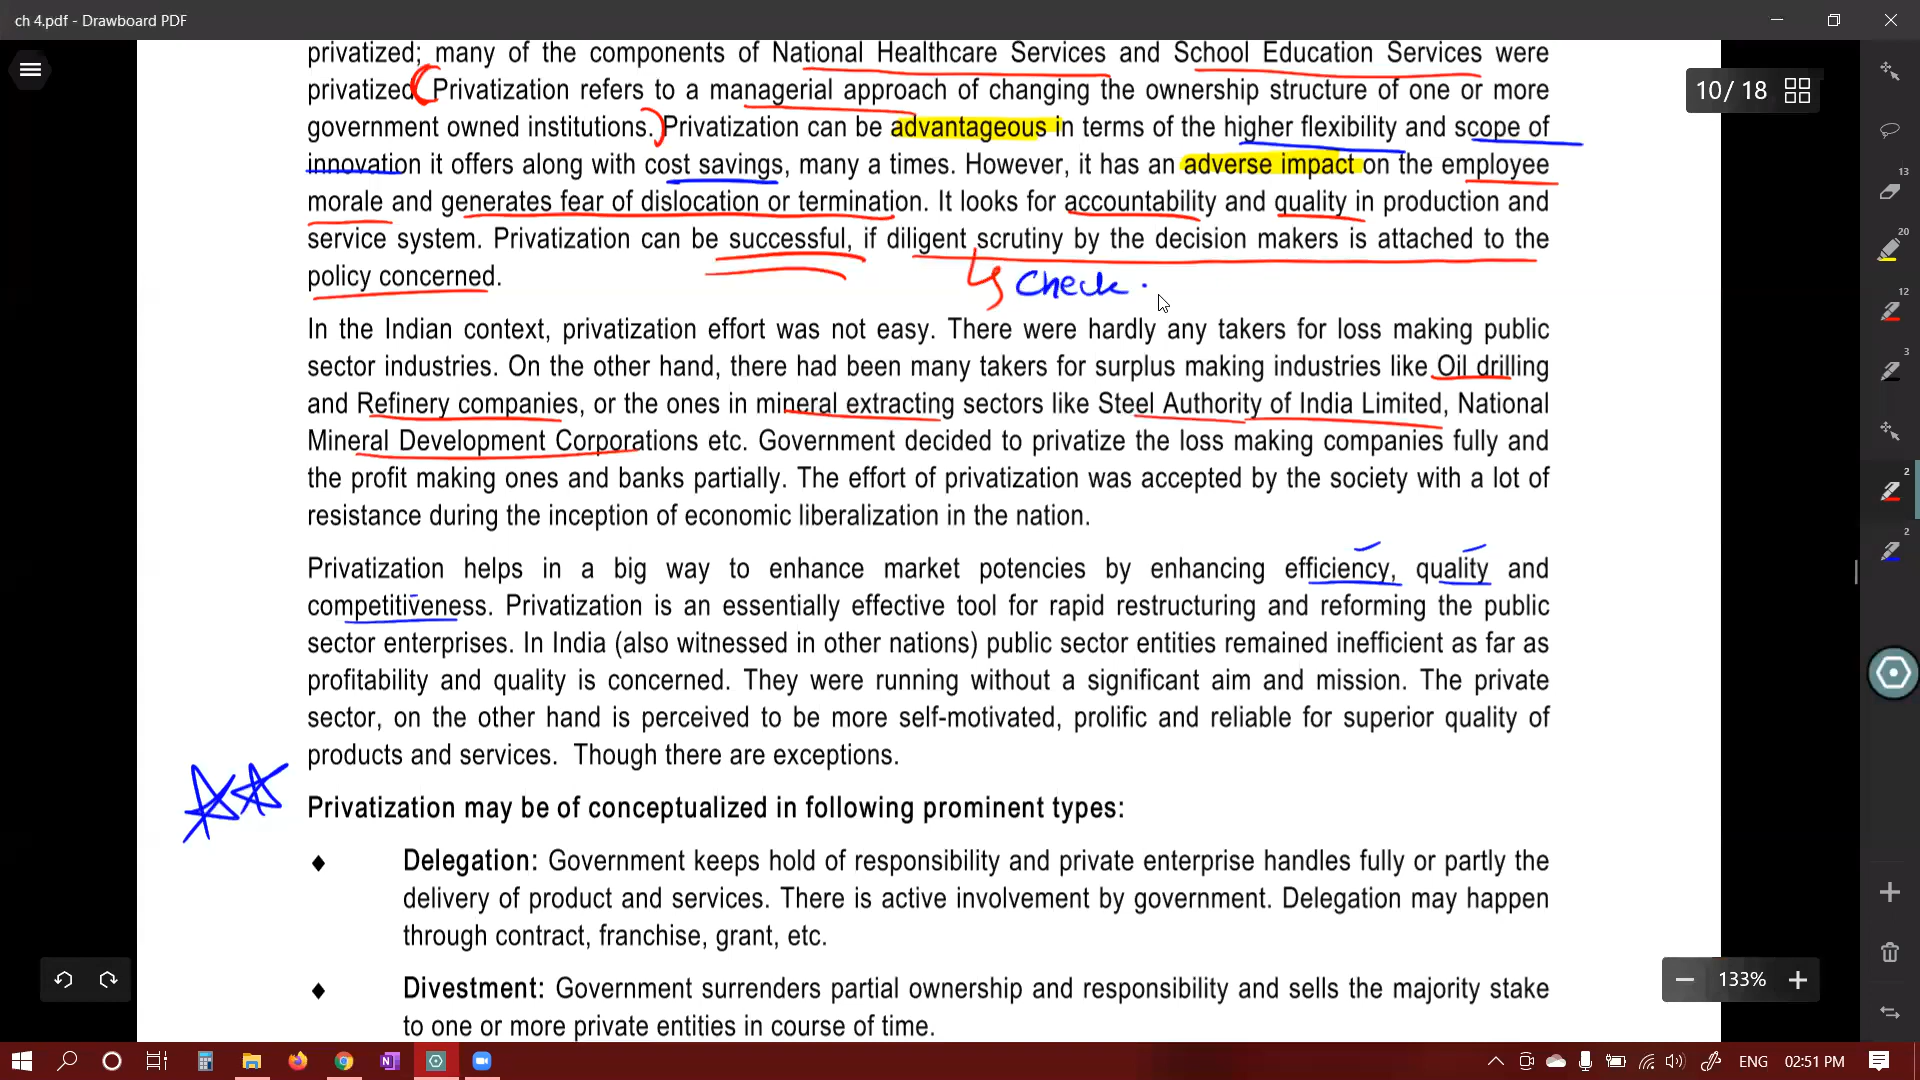 ch 4.pdf - Drawboard PDF
privatized; many of the components of National Healthcare Services and School Education Services were
privatized. Privatization refers to a managerial approach of changing the ownership structure of one or more
10 / 18
government owned institutions. Privatization can be advantageous in terms of the higher flexibility and scope of
innovation it offers along with cost savings, many a times. However, it has an adverse impact on the employee
morale and generates fear of dislocation or termination. It looks for accountability and quality in production and
service system. Privatization can be successful, if diligent scrutiny by the decision makers is attached to the
policy concerned.
Check.
In the Indian context, privatization effort was not easy. There were hardly any takers for loss making public
sector industries. On the other hand, there had been many takers for surplus making industries like Oil drilling
and Refinery companies, or the ones in mineral extracting sectors like Steel Authority of India Limited, National
Mineral Development Corporations etc. Government decided to privatize the loss making companies fully and
the profit making ones and banks partially. The effort of privatization was accepted by the society with a lot of
resistance during the inception of economic liberalization in the nation.
Privatization helps in a big way to enhance market potencies by enhancing efficiency, quality and
competitiveness. Privatization is an essentially effective tool for rapid restructuring and reforming the public
sector enterprises. In India (also witnessed in other nations) public sector entities remained inefficient as far as
profitability and quality is concerned. They were running without a significant aim and mission. The private
sector, on the other hand is perceived to be more self-motivated, prolific and reliable for superior quality of
products and services. Though there are exceptions.
Privatization may be of conceptualized in following prominent types:
♦ Delegation: Government keeps hold of responsibility and private enterprise handles fully or partly the
delivery of product and services. There is active involvement by government. Delegation may happen
through contract, franchise, grant, etc.
♦ Divestment: Government surrenders partial ownership and responsibility and sells the majority stake
to one or more private entities in course of time.
133%
13
20
12
3
2
2
ENG 02:51 PM